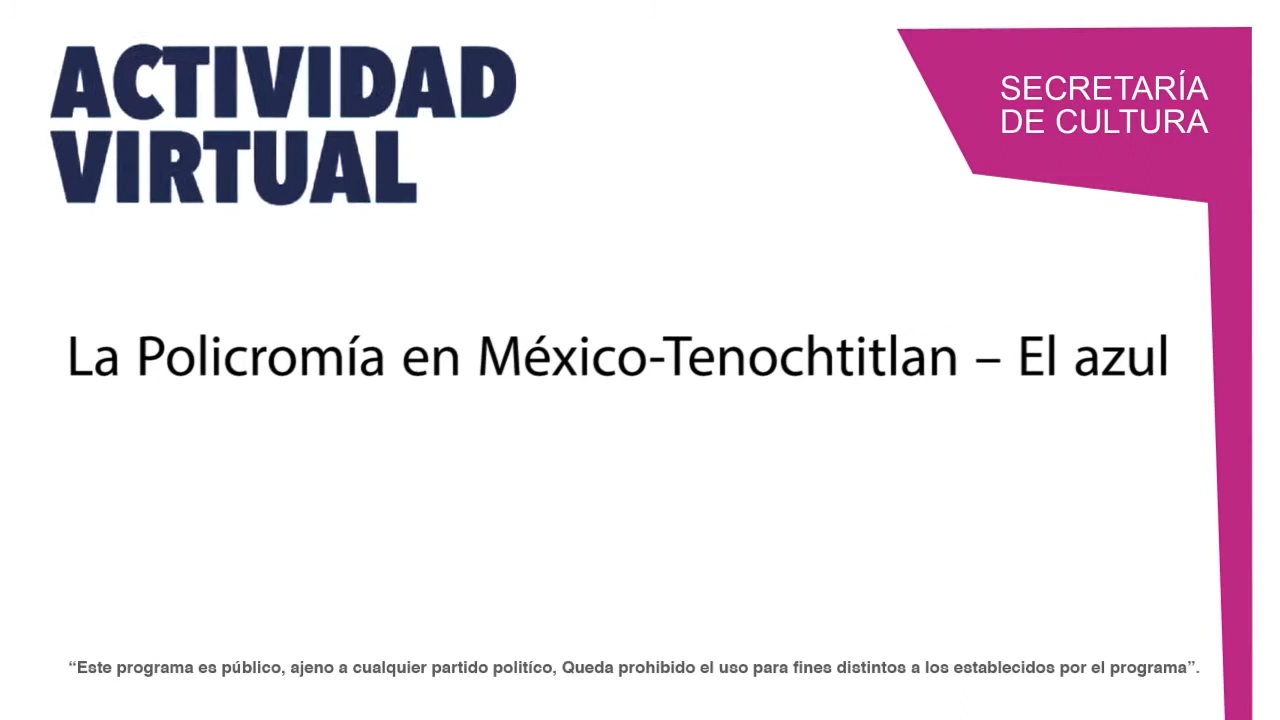 ACTIVIDAD
VIRTUAL
SECRETARÍA
DE CULTURA
La Policromía en México-Tenochtitlan – El azul
“Este programa es público, ajeno a cualquier partido politíco, Queda prohibido el uso para fines distintos a los establecidos por el programa”.